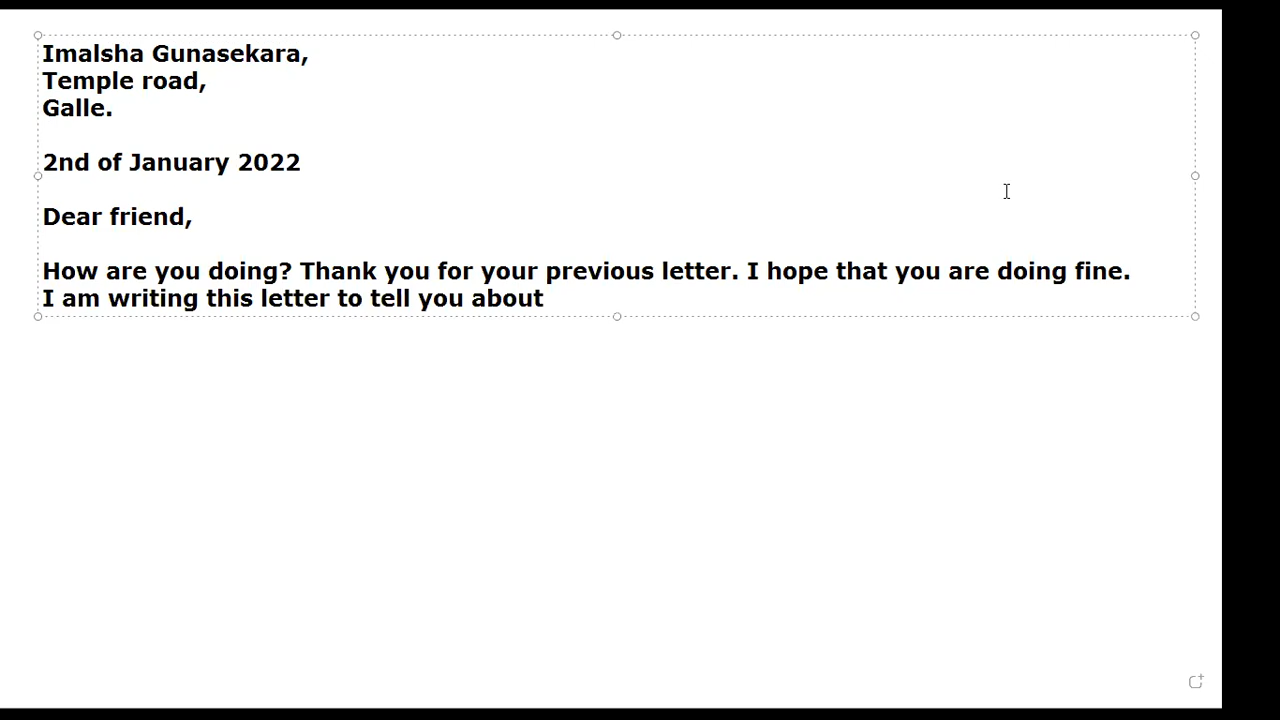 Imalsha Gunasekara,
Temple road,
Galle.
2nd of January 2022
Dear friend,
How are you doing? Thank you for your previous letter. I hope that you are doing fine.
I am writing this letter to tell you about